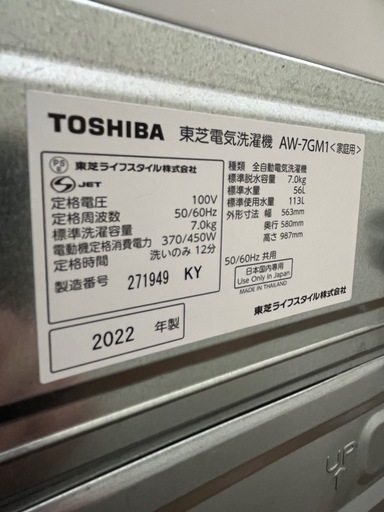 TOSHIBA 東芝電気洗濯機 AW-7GM1<家庭用>
PS E
東芝ライフスタイル株式会社
S JET
定格電圧 100V
定格周波数 50/60Hz
標準洗濯容量 7.0kg
電動機定格消費電力 370/450W
定格時間 洗いのみ 12分
製造番号 271949 KY
2022 年製
種類 全自動電気洗濯機
標準脱水容量 7.0kg
標準水量 56L
標準使用水量 113L
外形寸法 幅 563mm
奥行 580mm
高さ 987mm
50/60Hz 共用
日本国内専用
Use Only In Japan
MADE IN THAILAND
東芝ライフスタイル株式会社
UP